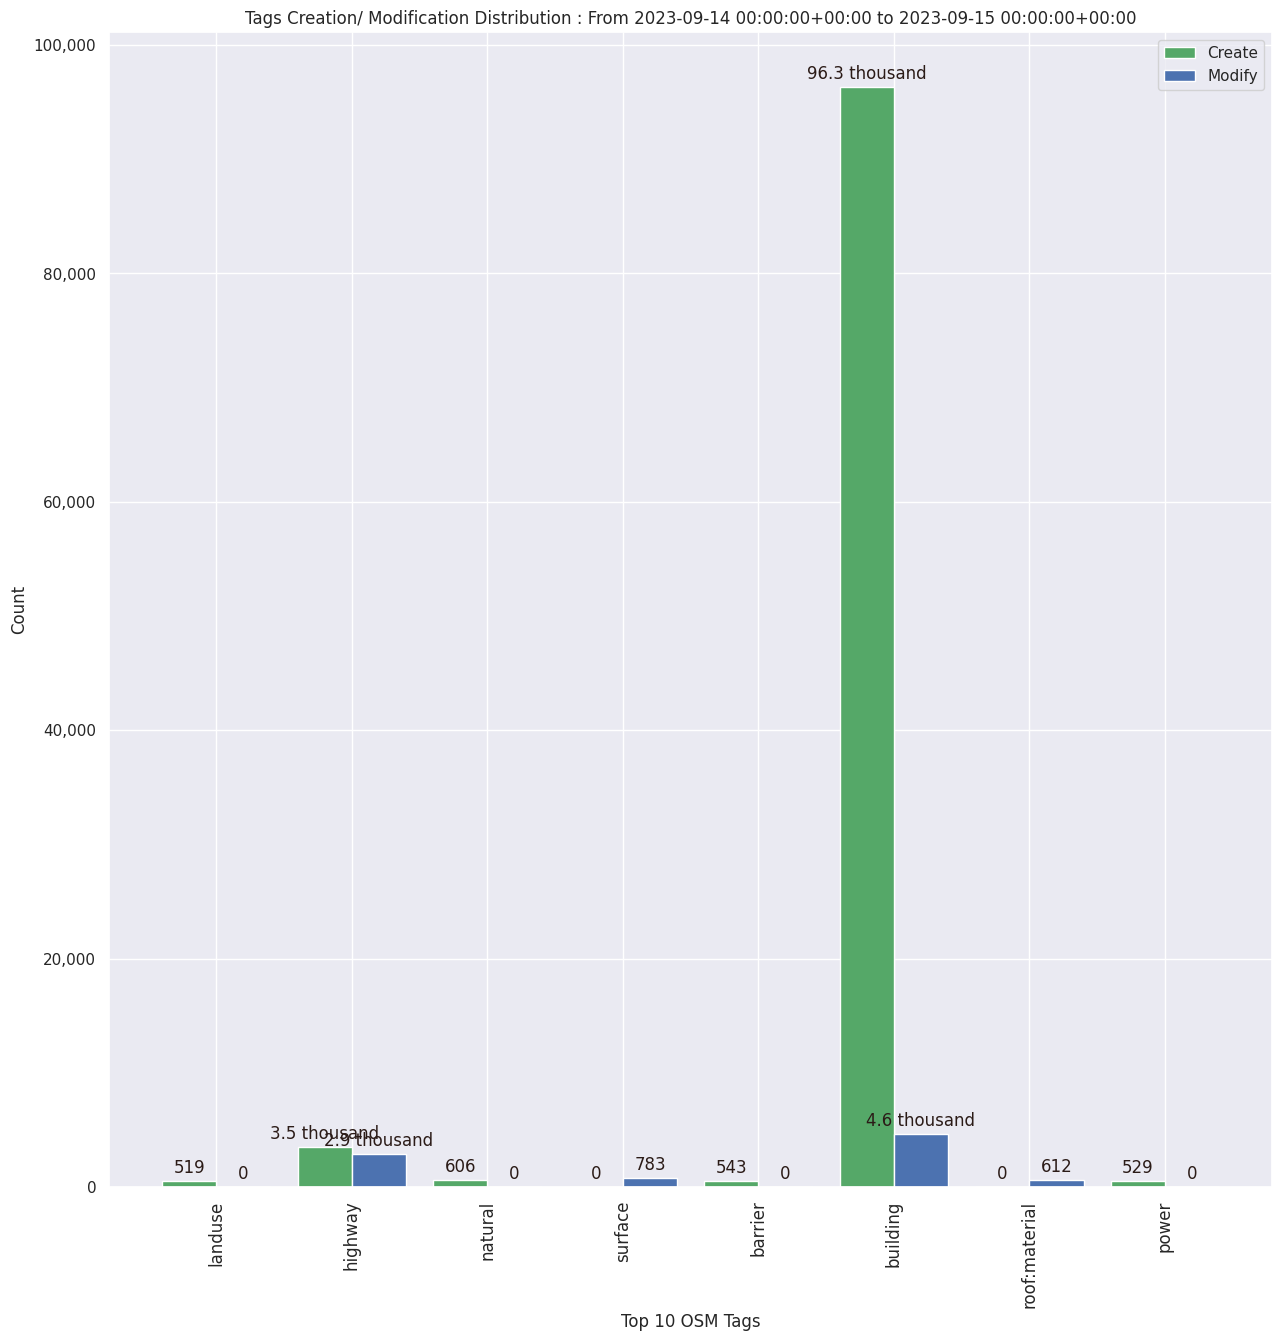 Tags Creation/ Modification Distribution : From 2023-09-14 00:00:00+00:00 to 2023-09-15 00:00:00+00:00
100,000
80,000
60,000
40,000
20,000
0
Count
Create
Modify
96.3 thousand
4.6 thousand
3.5 thousand
2.9 thousand
519
0
606
0
0
783
543
0
0
612
529
0
landuse
highway
natural
surface
barrier
building
roof:material
power
Top 10 OSM Tags